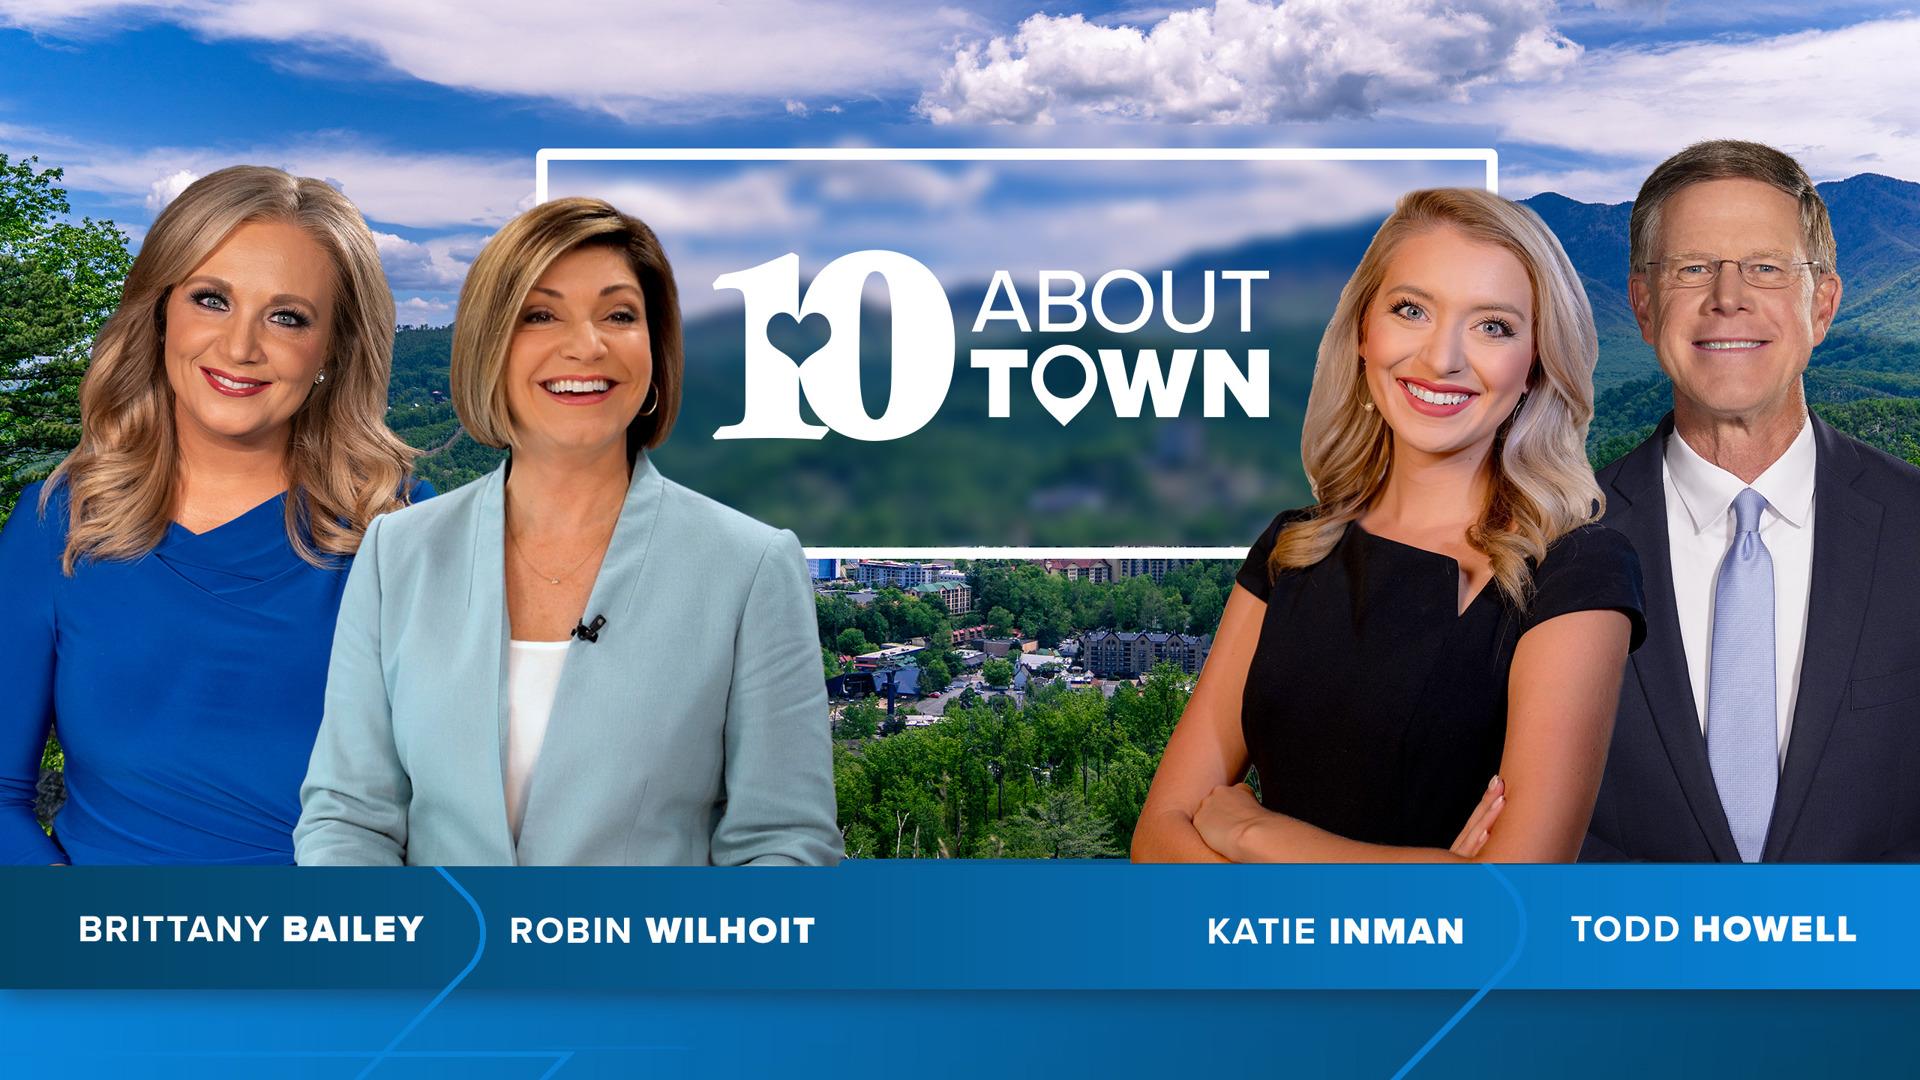 10 ABOUT
TOWN
BRITTANY BAILEY
ROBIN WILHOIT
KATIE INMAN
TODD HOWELL